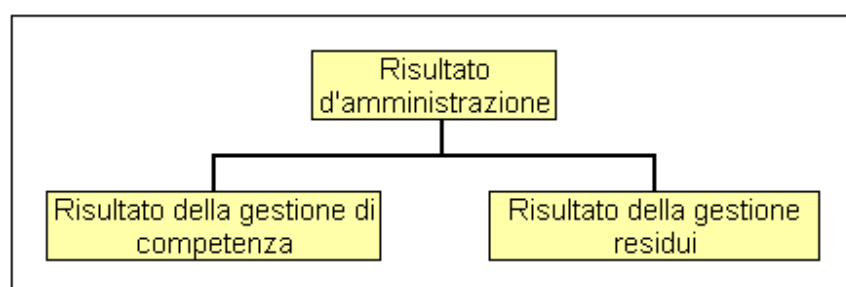 Risultato
d'amministrazione
Risultato della gestione di
competenza
Risultato della gestione
residui